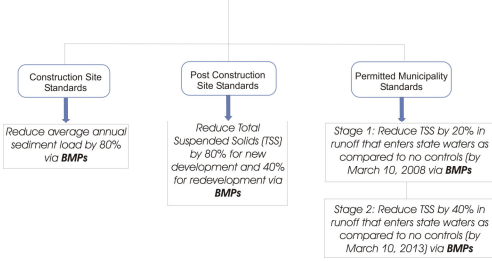 Construction Site
Standards
Reduce average annual
sediment load by 80%
via BMPs
Post Construction
Site Standards
Reduce Total
Suspended Solids (TSS)
by 80% for new
development and 40%
for redevelopment via
BMPs
Permitted Municipality
Standards
Stage 1: Reduce TSS by 20% in
runoff that enters state waters as
compared to no controls (by
March 10, 2008 via BMPs
Stage 2: Reduce TSS by 40% in
runoff that enters state waters as
compared to no controls (by
March 10, 2013) via BMPs